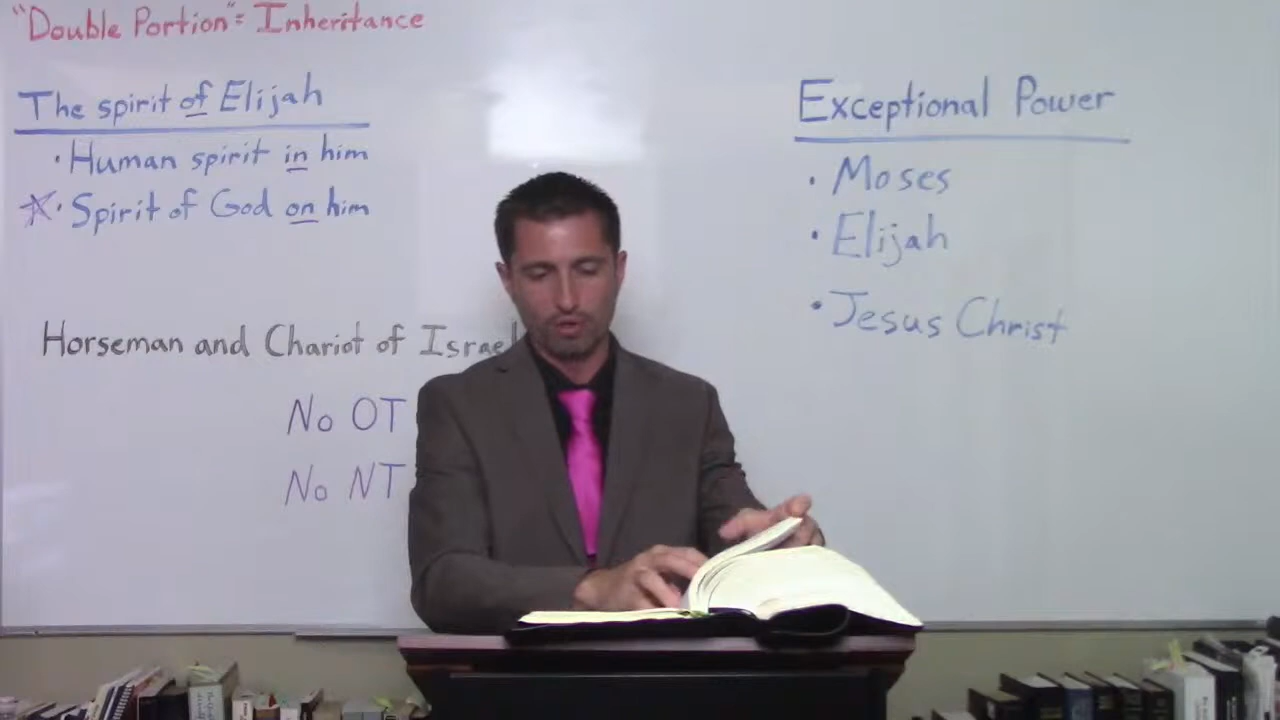 "Double Portion" = Inheritance
The spirit of Elijah
• Human spirit in him
• Spirit of God on him
Horseman and Chariot of Israel
No OT
No NT
Exceptional Power
• Moses
• Elijah
• Jesus Christ